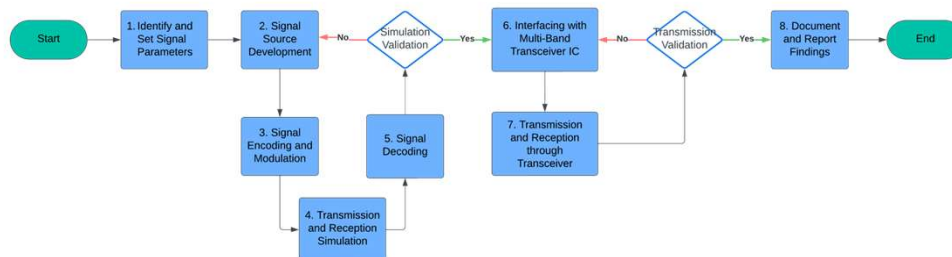 Start
1. Identify and
Set Signal
Parameters
2. Signal
Source
Development
No
Simulation
Validation
Yes
6. Interfacing with
Multi-Band
Transceiver IC
No
Transmission
Validation
Yes
8. Document
and Report
Findings
End
3. Signal
Encoding and
Modulation
5. Signal
Decoding
7. Transmission
and Reception
through
Transceiver
4. Transmission
and Reception
Simulation